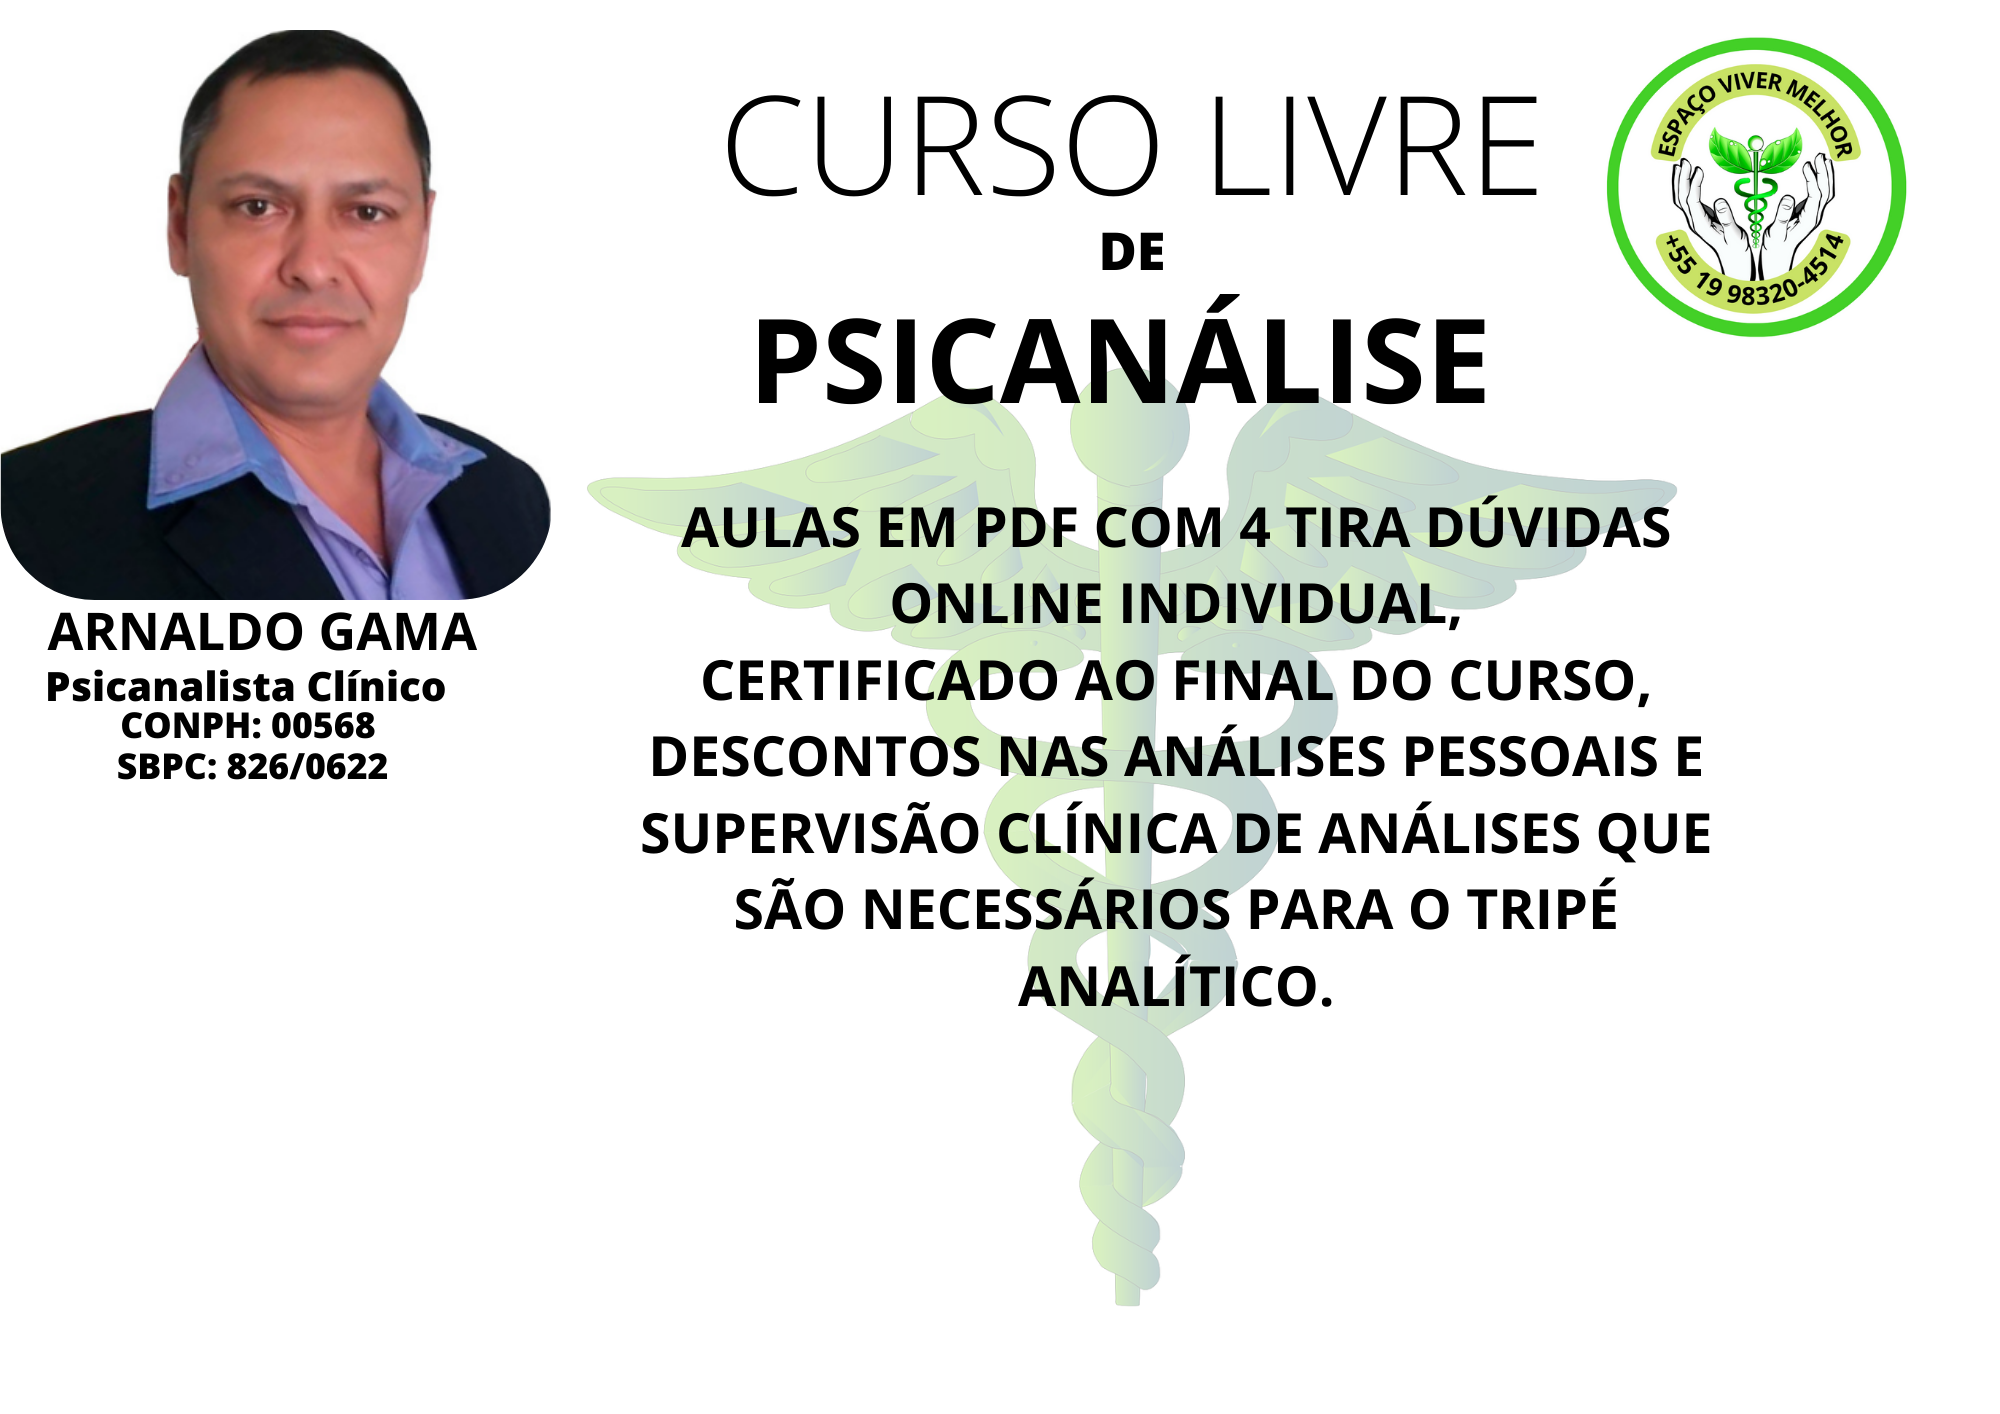 CURSO LIVRE
DE
PSICANÁLISE
ESPAÇO VIVER MELHOR
+55 19 98320-4514
AULAS EM PDF COM 4 TIRA DÚVIDAS
ONLINE INDIVIDUAL,
CERTIFICADO AO FINAL DO CURSO,
DESCONTOS NAS ANÁLISES PESSOAIS E
SUPERVISÃO CLÍNICA DE ANÁLISES QUE
SÃO NECESSÁRIOS PARA O TRIPÉ
ANALÍTICO.
ARNALDO GAMA
Psicanalista Clínico
CONPH: 00568
SBPC: 826/0622